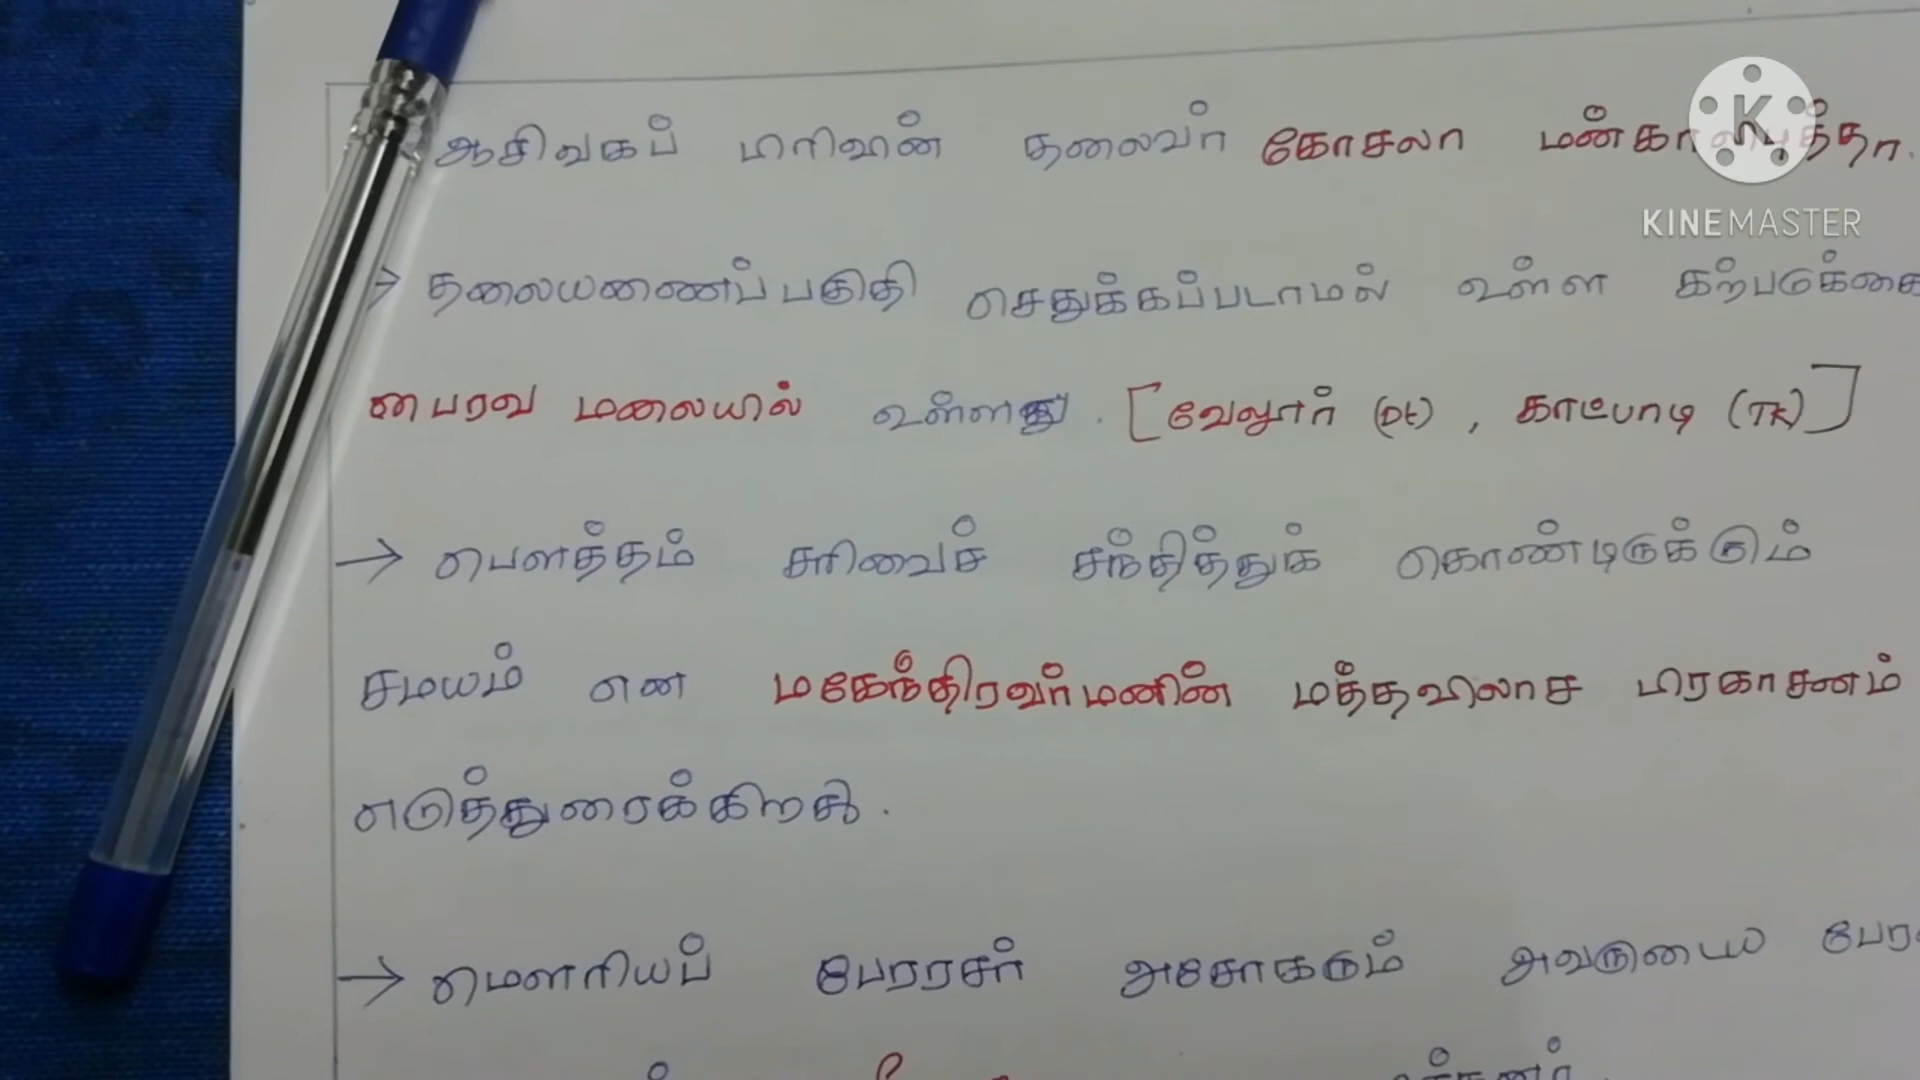 ஆசிவகப் பிரிவின் தலைவர் கோசலா
KINEMASTER
→ தலையணைப்பகுதி செதுக்கப்படாமல் உள்ள கற்படுக்கை
பைரவ மலையில் உள்ளது. [வேலூர் (Dt), காட்பாடி (TK)]
→ பௌத்தம் சரிவைச் சந்தித்துக் கொண்டிருக்கும்
சமயம் என மகேந்திரவர்மனின் மத்தவிலாச பிரகாசனம்
எடுத்துரைக்கிறது.
→ மௌரியப் பேரரசர் அசோகரும் அவருடைய